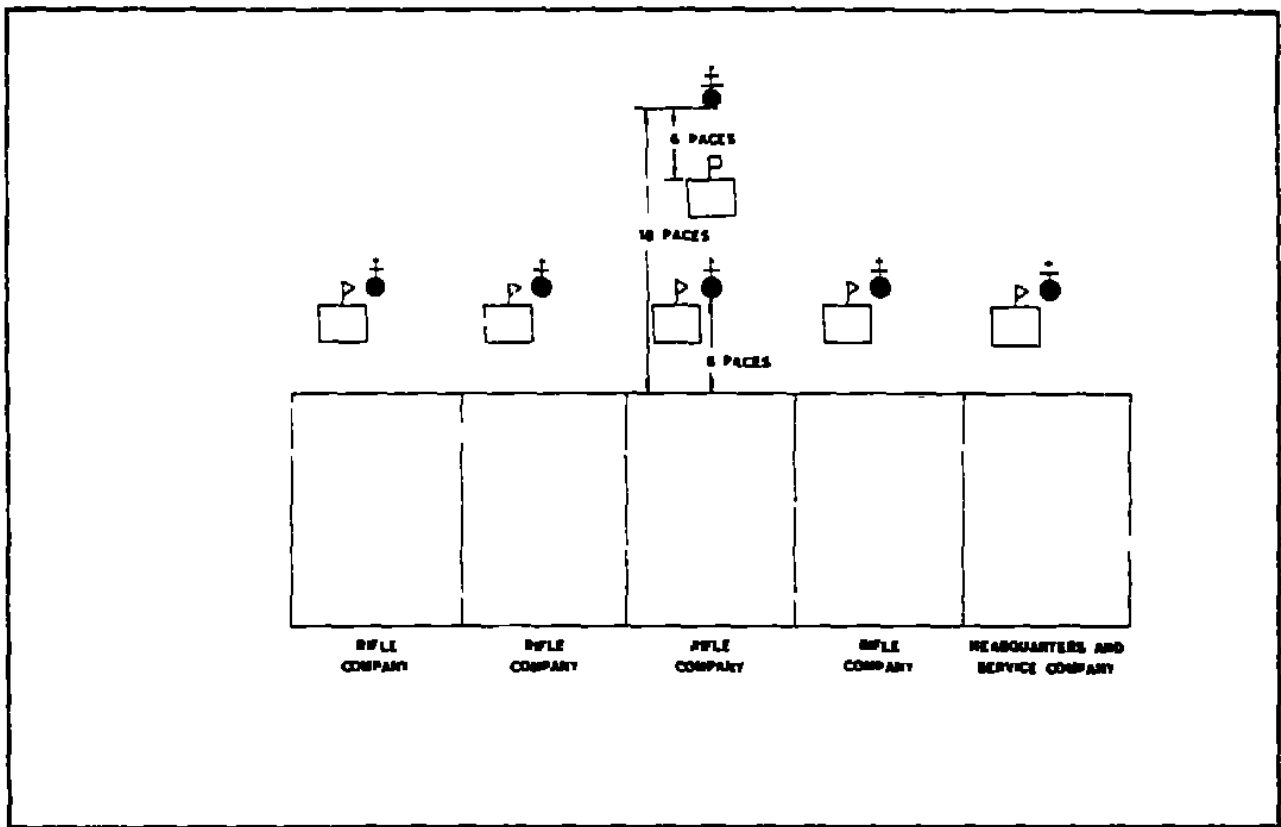 6 PACES
18 PACES
6 PACES
RIFLE
COMPANY
RIFLE
COMPANY
RIFLE
COMPANY
RIFLE
COMPANY
HEADQUARTERS AND
SERVICE COMPANY